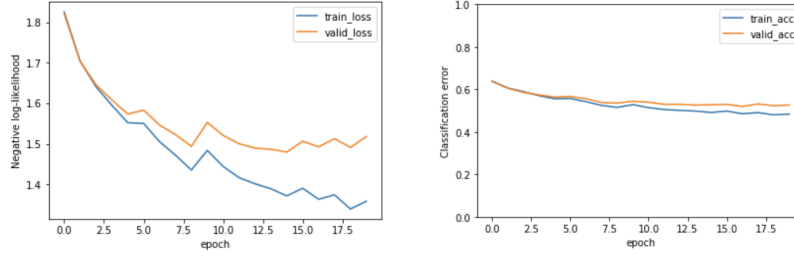 train_loss
valid_loss
1.8
1.7
1.6
1.5
1.4
Negative log-likelihood
0.0 2.5 5.0 7.5 10.0 12.5 15.0 17.5
epoch
train_acc
valid_acc
1.0
0.8
0.6
0.4
0.2
0.0
Classification error
0.0 2.5 5.0 7.5 10.0 12.5 15.0 17.5
epoch